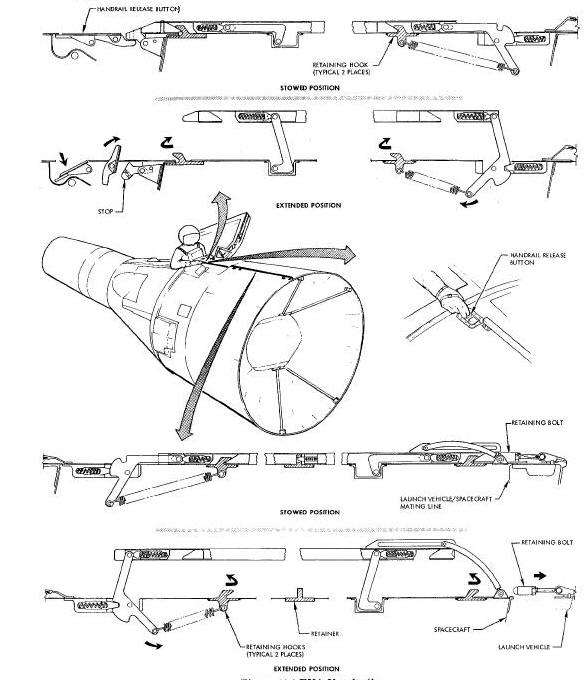 HANDRAIL RELEASE BUTTON
RETAINING HOOK
(TYPICAL 2 PLACES)
STOWED POSITION
STOP
EXTENDED POSITION
HANDRAIL RELEASE
BUTTON
RETAINING BOLT
LAUNCH VEHICLE/SPACECRAFT
MATING LINE
STOWED POSITION
RETAINING BOLT
RETAINER
SPACECRAFT
LAUNCH VEHICLE
RETAINING HOOKS
(TYPICAL 2 PLACES)
EXTENDED POSITION